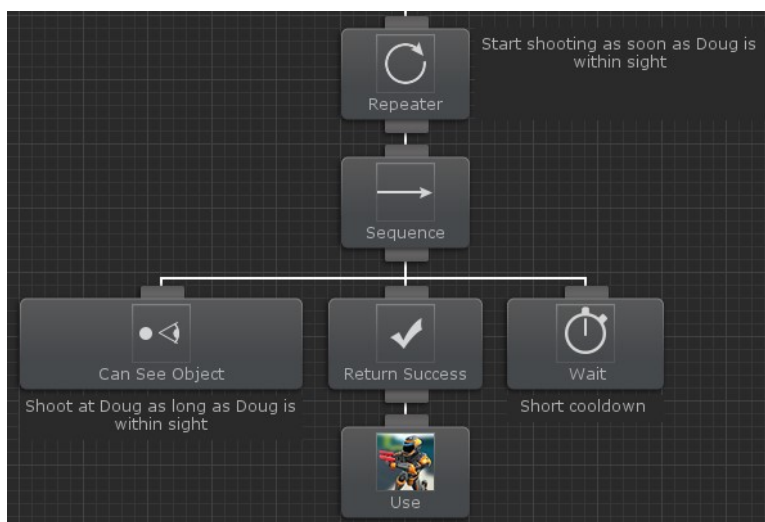 Start shooting as soon as Doug is
within sight
Repeater
Sequence
Can See Object
Return Success
Wait
Shoot at Doug as long as Doug is
within sight
Short cooldown
Use